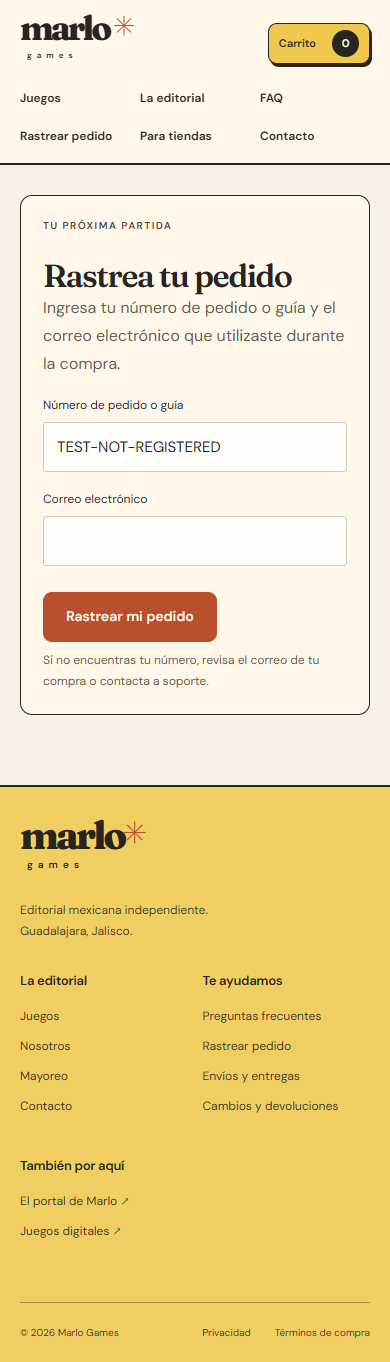 marlo
games
Carrito 0
Juegos La editorial FAQ
Rastrear pedido Para tiendas Contacto
TU PRÓXIMA PARTIDA
Rastrea tu pedido
Ingresa tu número de pedido o guía y el
correo electrónico que utilizaste durante
la compra.
Número de pedido o guía
TEST-NOT-REGISTERED
Correo electrónico
Rastrear mi pedido
Si no encuentras tu número, revisa el correo de tu
compra o contacta a soporte.
marlo
games
Editorial mexicana independiente.
Guadalajara, Jalisco.
La editorial
Juegos
Nosotros
Mayoreo
Contacto
Te ayudamos
Preguntas frecuentes
Rastrear pedido
Envíos y entregas
Cambios y devoluciones
También por aquí
El portal de Marlo ↗
Juegos digitales ↗
© 2026 Marlo Games Privacidad Términos de compra